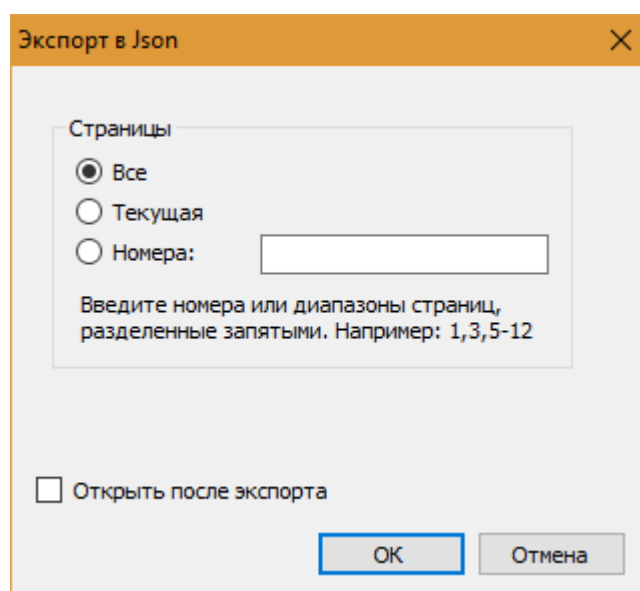 Экспорт в Json
Страницы
Все
Текущая
Номера:
Введите номера или диапазоны страниц,
разделенные запятыми. Например: 1,3,5-12
Открыть после экспорта
ОК
Отмена